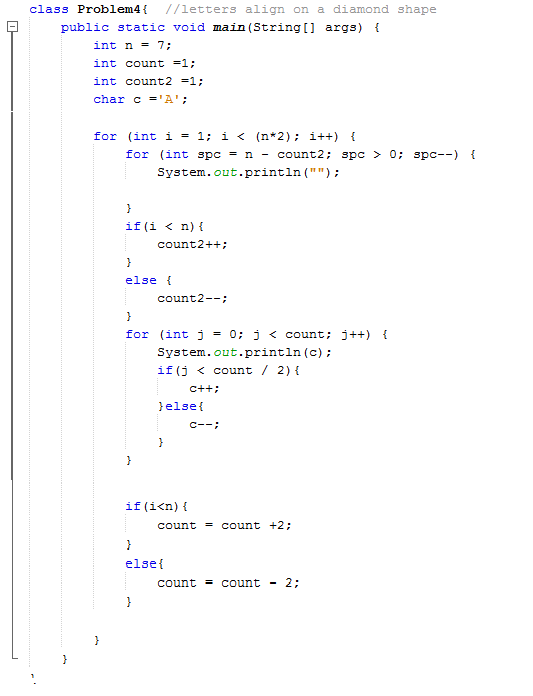 class Problem4{  //letters align on a diamond shape
    public static void main(String[] args) {
        int n = 7;
        int count =1;
        int count2 =1;
        char c ='A';
        for (int i = 1; i < (n*2); i++) {
            for (int spc = n - count2; spc > 0; spc--) {
                System.out.println("");
            }
            if(i < n){
                count2++;
            }
            else {
                count2--;
            }
            for (int j = 0; j < count; j++) {
                System.out.println(c);
                if(j < count / 2){
                    c++;
                }else{
                    c--;
                }
            }
            if(i<n){
                count = count +2;
            }
            else{
                count = count - 2;
            }
        }
    }